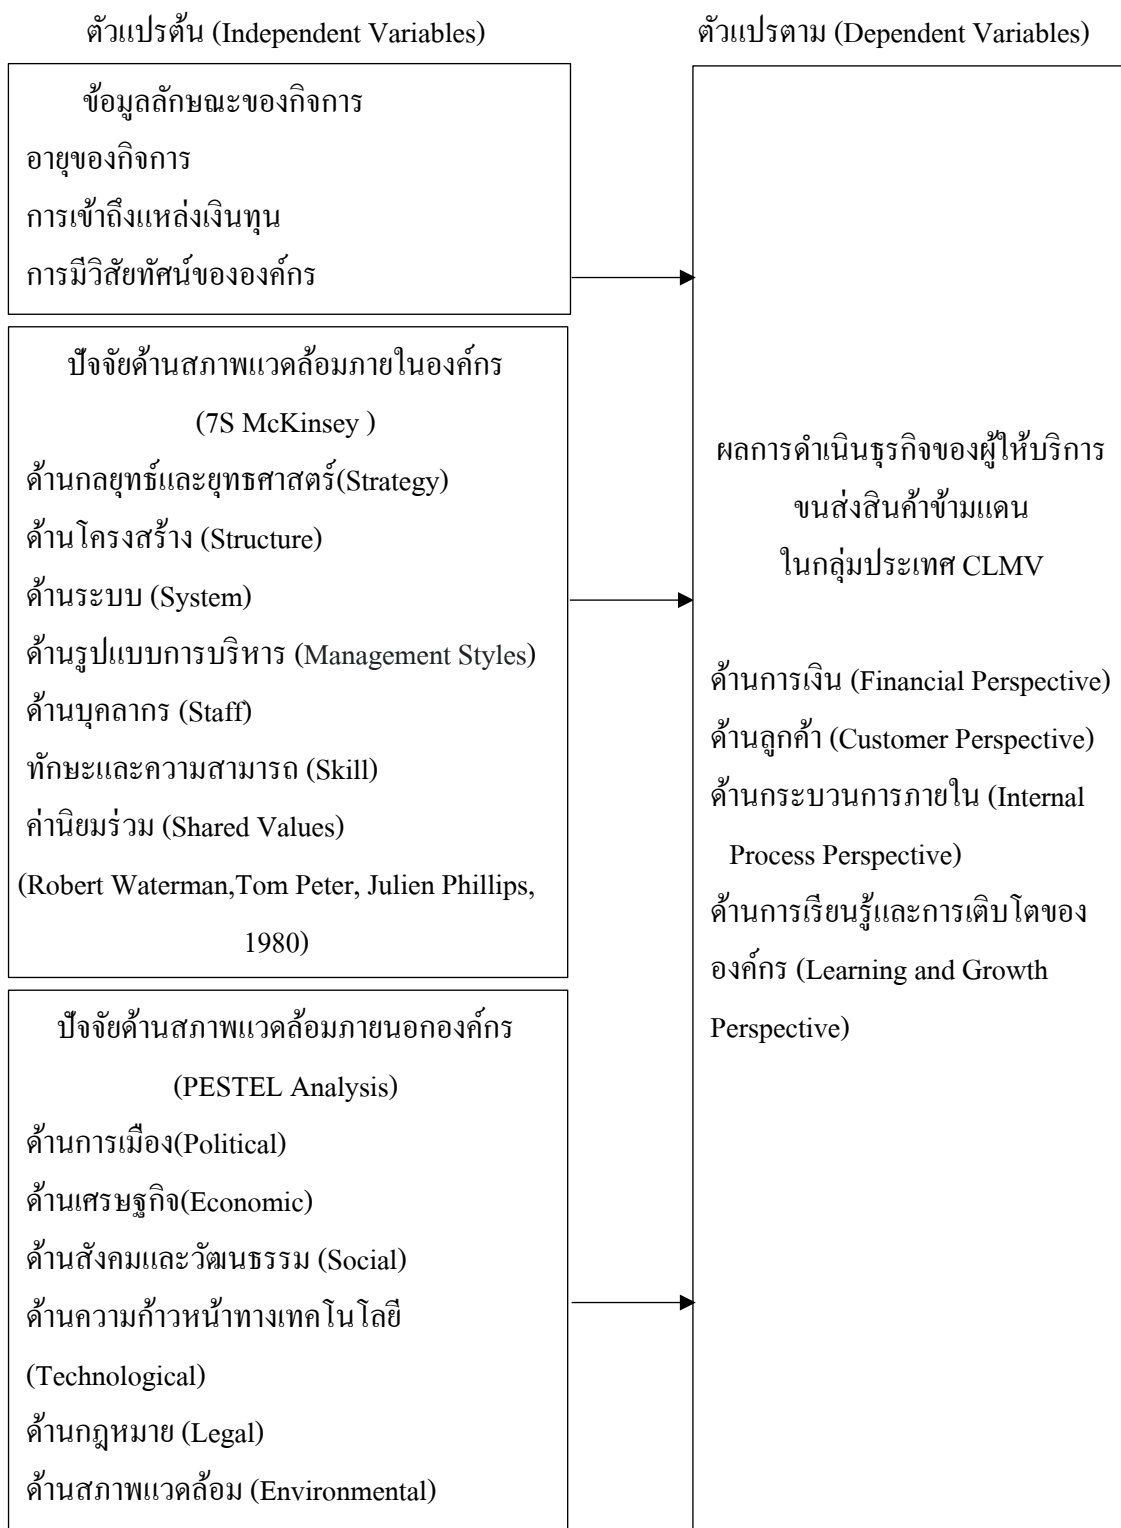 ตัวแปรต้น (Independent Variables)
ข้อมูลลักษณะของกิจการ
อายุของกิจการ
การเข้าถึงแหล่งเงินทุน
การมีวิสัยทัศน์ขององค์กร
ปัจจัยด้านสภาพแวดล้อมภายในองค์กร
(7S McKinsey )
ด้านกลยุทธ์และยุทธศาสตร์(Strategy)
ด้านโครงสร้าง (Structure)
ด้านระบบ (System)
ด้านรูปแบบการบริหาร (Management Styles)
ด้านบุคลากร (Staff)
ทักษะและความสามารถ (Skill)
ค่านิยมร่วม (Shared Values)
(Robert Waterman,Tom Peter, Julien Phillips,
1980)
ปัจจัยด้านสภาพแวดล้อมภายนอกองค์กร
(PESTEL Analysis)
ด้านการเมือง(Political)
ด้านเศรษฐกิจ(Economic)
ด้านสังคมและวัฒนธรรม (Social)
ด้านความก้าวหน้าทางเทคโนโลยี
(Technological)
ด้านกฎหมาย (Legal)
ด้านสภาพแวดล้อม (Environmental)
ตัวแปรตาม (Dependent Variables)
ผลการดำเนินธุรกิจของผู้ให้บริการ
ขนส่งสินค้าข้ามแดน
ในกลุ่มประเทศ CLMV
ด้านการเงิน (Financial Perspective)
ด้านลูกค้า (Customer Perspective)
ด้านกระบวนการภายใน (Internal
Process Perspective)
ด้านการเรียนรู้และการเติบโตของ
องค์กร (Learning and Growth
Perspective)